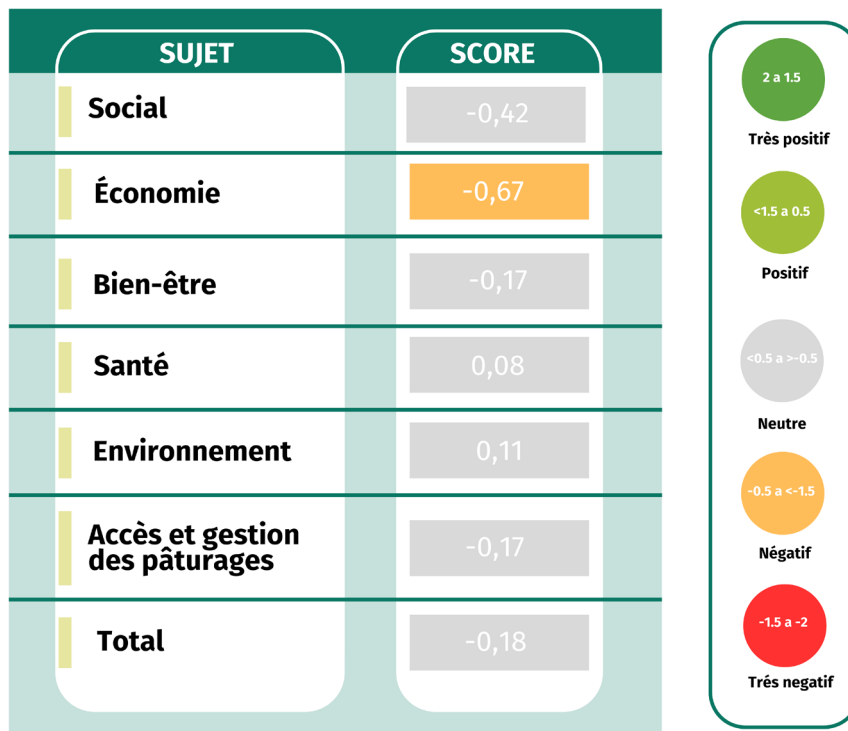 SUJET SCORE
Social -0,42
Économie -0,67
Bien-être -0,17
Santé 0,08
Environnement 0,11
Accès et gestion
des pâturages -0,17
Total -0,18
2 a 1.5
Très positif
<1.5 a 0.5
Positif
<0.5 a >-0.5
Neutre
-0.5 a <-1.5
Négatif
-1.5 a -2
Trés negatif